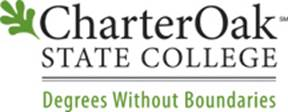 CharterOak℠
STATE COLLEGE
Degrees Without Boundaries